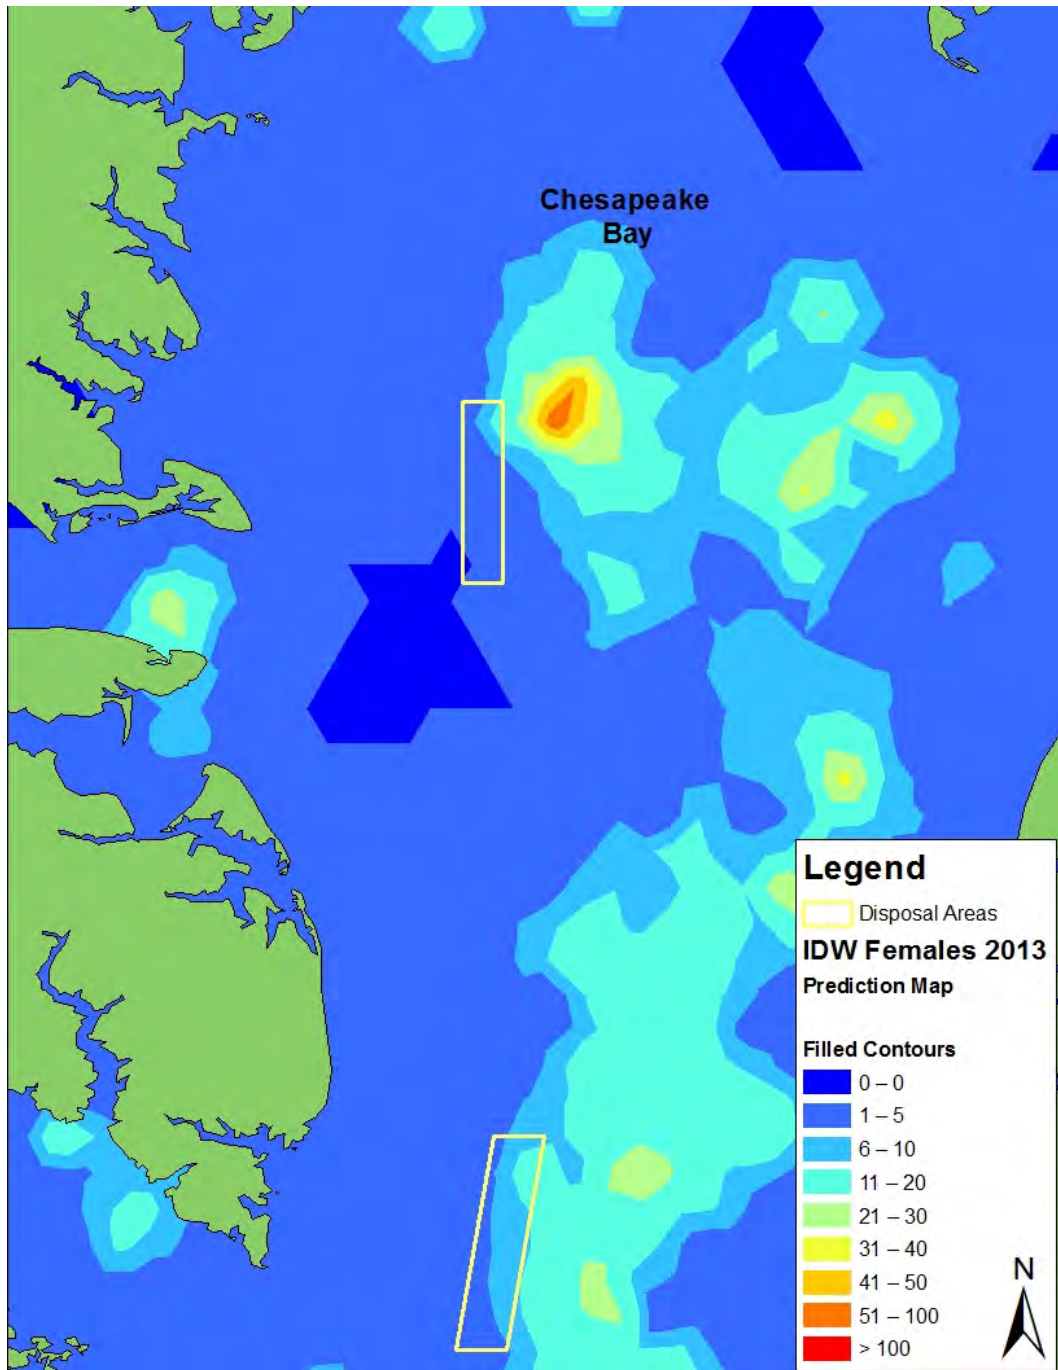 Chesapeake
Bay
Legend
Disposal Areas
IDW Females 2013
Prediction Map
Filled Contours
0 – 0
1 – 5
6 – 10
11 – 20
21 – 30
31 – 40
41 – 50
51 – 100
> 100
N